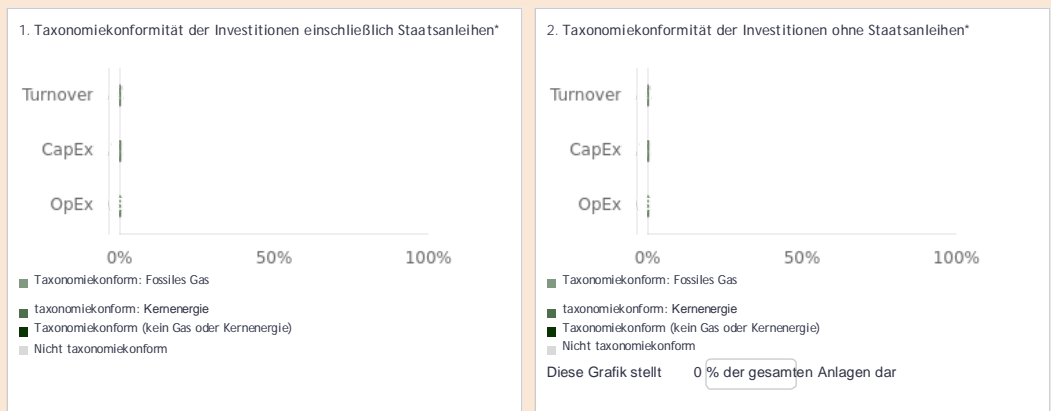 1. Taxonomiekonformität der Investitionen einschließlich Staatsanleihen*
Turnover
CapEx
OpEx
0% 50% 100%
Taxonomiekonform: Fossiles Gas
taxonomiekonform: Kernenergie
Taxonomiekonform (kein Gas oder Kernenergie)
Nicht taxonomiekonform
2. Taxonomiekonformität der Investitionen ohne Staatsanleihen*
Turnover
CapEx
OpEx
0% 50% 100%
Taxonomiekonform: Fossiles Gas
taxonomiekonform: Kernenergie
Taxonomiekonform (kein Gas oder Kernenergie)
Nicht taxonomiekonform
Diese Grafik stellt 0 % der gesamten Anlagen dar